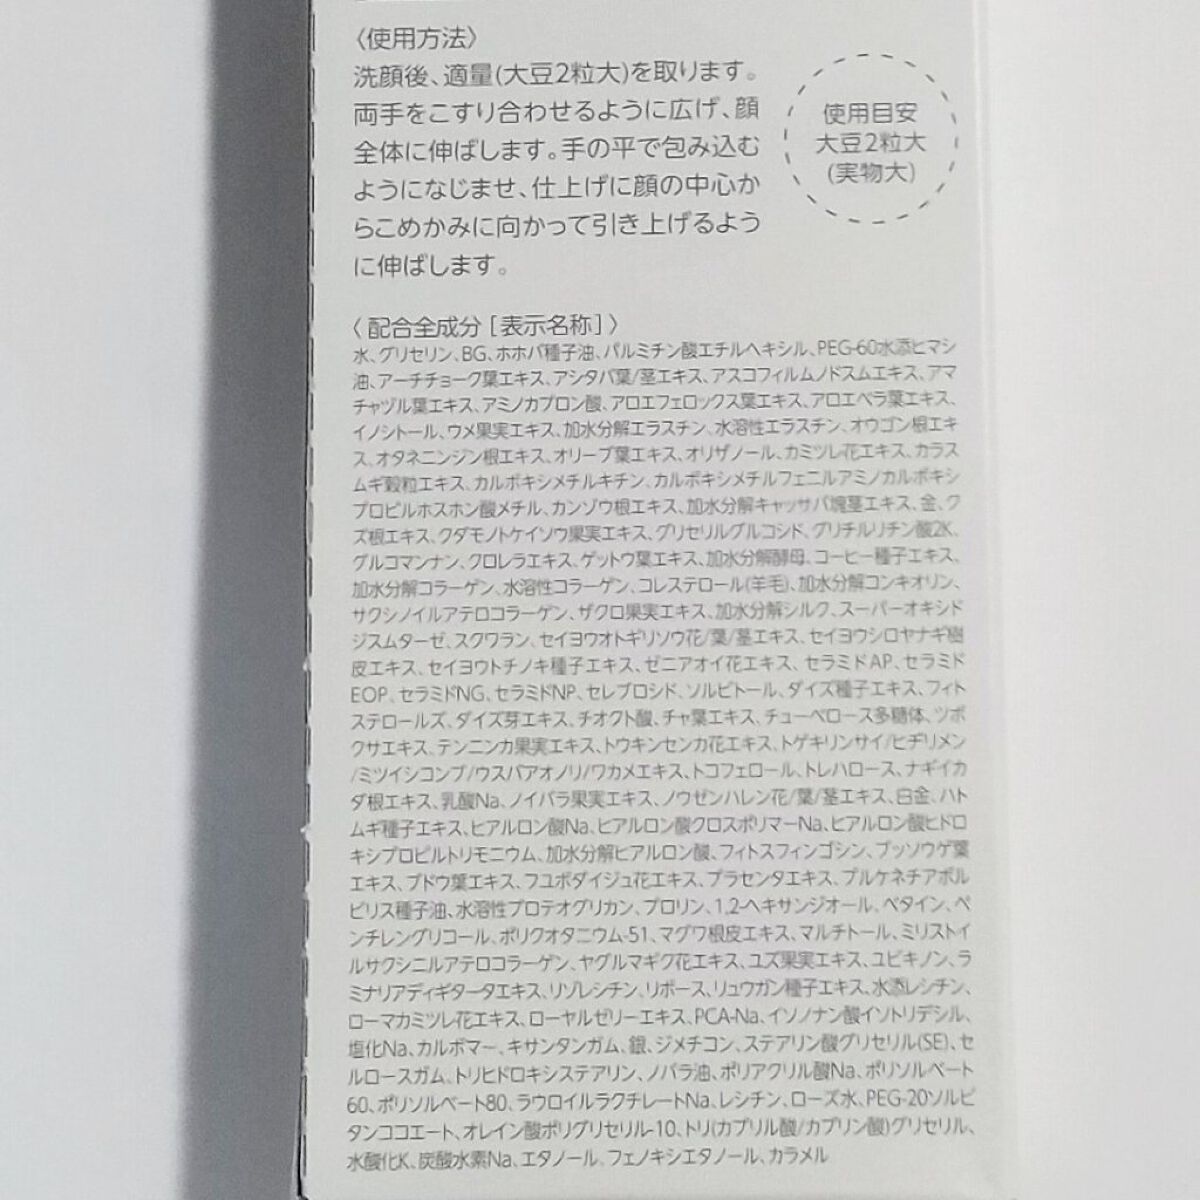 〈使用方法〉
洗顔後、適量(大豆2粒大)を取ります。
両手をこすり合わせるように広げ、顔
全体に伸ばします。手の平で包み込む
ようになじませ、仕上げに顔の中心か
らこめかみに向かって引き上げるよう
に伸ばします。
使用目安
大豆2粒大
(実物大)
〈配合全成分［表示名称］〉
水、グリセリン、BG、ホホバ種子油、パルミチン酸エチルヘキシル、PEG-60水添ヒマシ
油、アーチチョーク葉エキス、アシタバ葉/茎エキス、アスコフィルムノドスムエキス、アマ
チャヅル葉エキス、アミノカプロン酸、アロエフェロックス葉エキス、アロエベラ葉エキス、
イノシトール、ウメ果実エキス、加水分解エラスチン、水溶性エラスチン、オウゴン根エキ
ス、オタネニンジン根エキス、オリーブ葉エキス、オリザノール、カミツレ花エキス、カラス
ムギ穀粒エキス、カルボキシメチルキチン、カルボキシメチルフェニルアミノカルボキシ
プロピルホスホン酸メチル、カンゾウ根エキス、加水分解キャッサバ塊茎エキス、金、ク
ズ根エキス、クダモノトケイソウ果実エキス、グリセリルグルコシド、グリチルリチン酸2K、
グルコマンナン、クロレラエキス、ゲットウ葉エキス、加水分解酵母、コーヒー種子エキス、
加水分解コラーゲン、水溶性コラーゲン、コレステロール(羊毛)、加水分解コンキオリン、
サクシノイルアテロコラーゲン、ザクロ果実エキス、加水分解シルク、スーパーオキシド
ジスムターゼ、スクワラン、セイヨウオトギリソウ花/葉/茎エキス、セイヨウシロヤナギ樹
皮エキス、セイヨウトチノキ種子エキス、ゼニアオイ花エキス、セラミドAP、セラミド
EOP、セラミドNG、セラミドNP、セレブロシド、ソルビトール、ダイズ種子エキス、フィト
ステロールズ、ダイズ芽エキス、チオクト酸、チャ葉エキス、チューベロース多糖体、ツボ
クサエキス、テンニンカ果実エキス、トウキンセンカ花エキス、トゲキリンサイ/ヒヂリメン
/ミツイシコンブ/ウスバアオノリ/ワカメエキス、トコフェロール、トレハロース、ナギイカ
ダ根エキス、乳酸Na、ノイバラ果実エキス、ノウゼンハレン花/葉/茎エキス、白金、ハト
ムギ種子エキス、ヒアルロン酸Na、ヒアルロン酸クロスポリマーNa、ヒアルロン酸ヒドロ
キシプロピルトリモニウム、加水分解ヒアルロン酸、フィトスフィンゴシン、ブッソウゲ葉
エキス、ブドウ葉エキス、フユボダイジュ花エキス、プラセンタエキス、プルケネチアボル
ビリス種子油、水溶性プロテオグリカン、プロリン、1,2-ヘキサンジオール、ベタイン、ペ
ンチレングリコール、ポリクオタニウム-51、マグワ根皮エキス、マルチトール、ミリストイ
ルサクシニルアテロコラーゲン、ヤグルマギク花エキス、ユズ果実エキス、ユビキノン、ラ
ミナリアディギタータエキス、リゾレシチン、リボース、リュウガン種子エキス、水添レシチン、
ローマカミツレ花エキス、ローヤルゼリーエキス、PCA-Na、イソノナン酸イソトリデシル、
塩化Na、カルボマー、キサンタンガム、銀、ジメチコン、ステアリン酸グリセリル(SE)、セ
ルロースガム、トリヒドロキシステアリン、ノバラ油、ポリアクリル酸Na、ポリソルベート
60、ポリソルベート80、ラウロイルラクチレートNa、レシチン、ローズ水、PEG-20ソルビ
タンココエート、オレイン酸ポリグリセリル-10、トリ(カプリル酸/カプリン酸)グリセリル、
水酸化K、炭酸水素Na、エタノール、フェノキシエタノール、カラメル